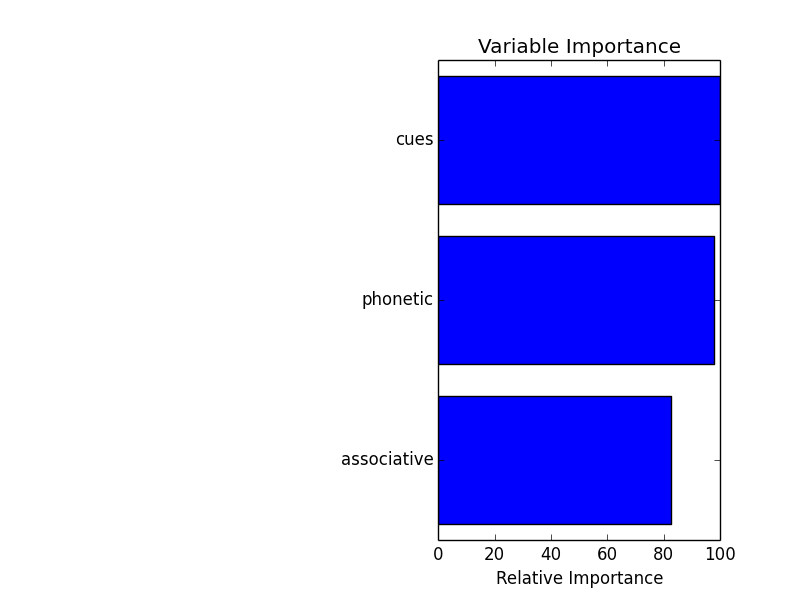 Variable Importance
cues
phonetic
associative
0 20 40 60 80 100
Relative Importance